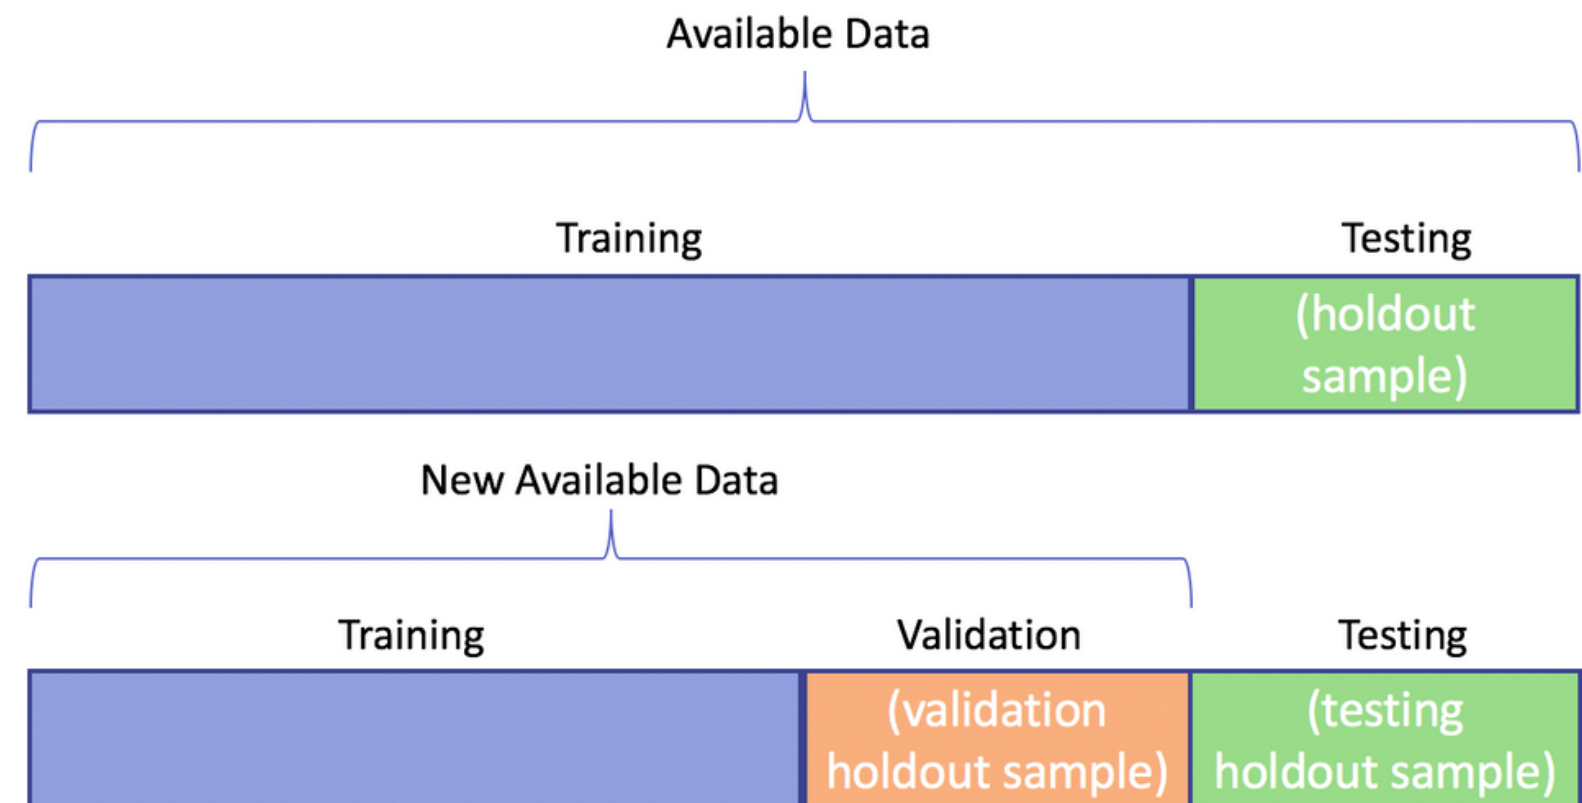 Available Data
Training
Testing
(holdout
sample)
New Available Data
Training
Validation
Testing
(validation
holdout sample)
(testing
holdout sample)